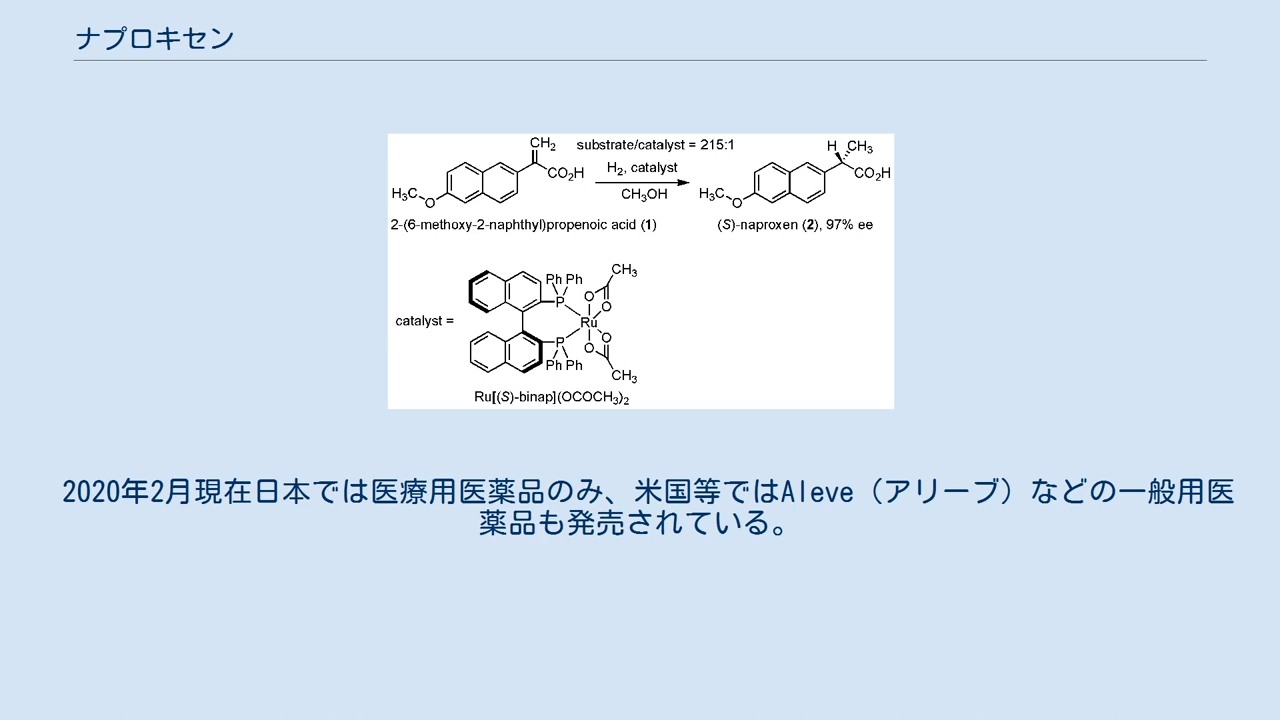 ナプロキセン
CH₂
substrate/catalyst = 215:1
H CH₃
CO₂H
H₂, catalyst
CO₂H
H₃C
O
CH₃OH
H₃C
O
2-(6-methoxy-2-naphthyl)propenoic acid (1)
(S)-naproxen (2), 97% ee
CH₃
Ph Ph
P
O
O
catalyst =
Ru
P
O
O
Ph Ph
CH₃
Ru[(S)-binap](OCOCH₃)₂
2020年2月現在日本では医療用医薬品のみ、米国等ではAleve（アリーブ）などの一般用医
薬品も発売されている。